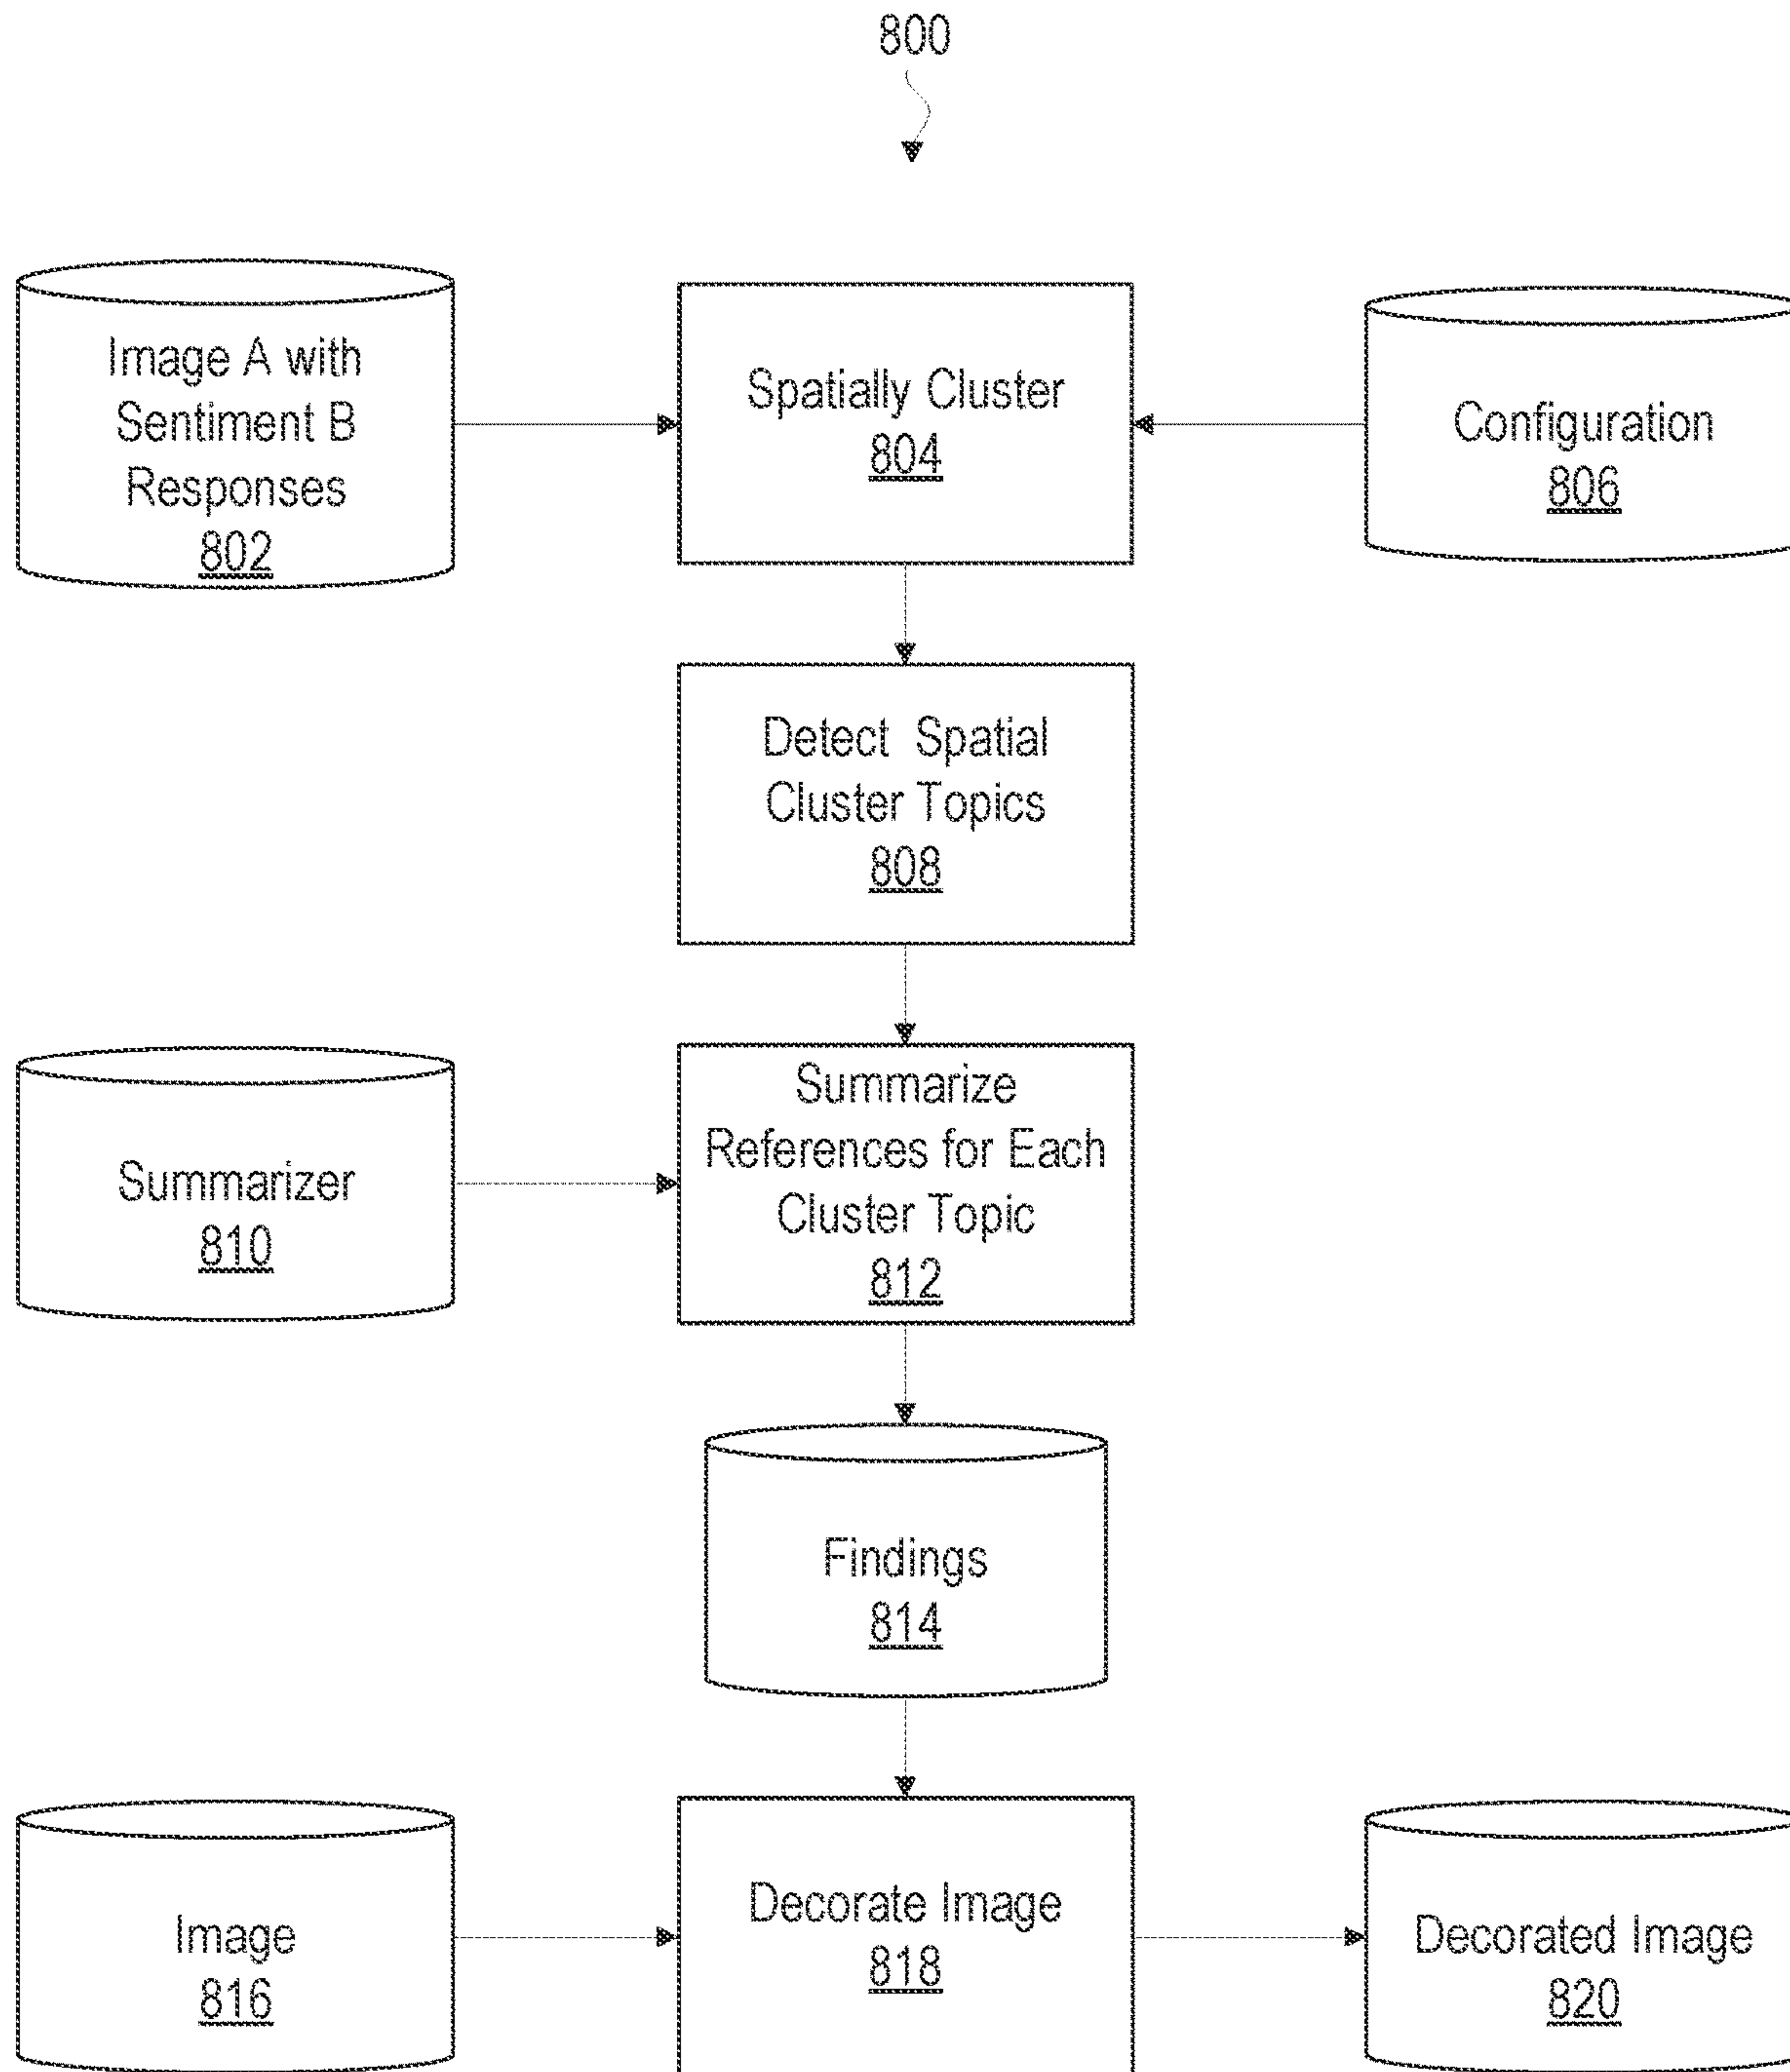 800
Image A with
Sentiment B
Responses
802
Spatially Cluster
804
Configuration
806
Detect Spatial
Cluster Topics
808
Summarizer
810
Summarize
References for Each
Cluster Topic
812
Findings
814
Image
816
Decorate Image
818
Decorated Image
820